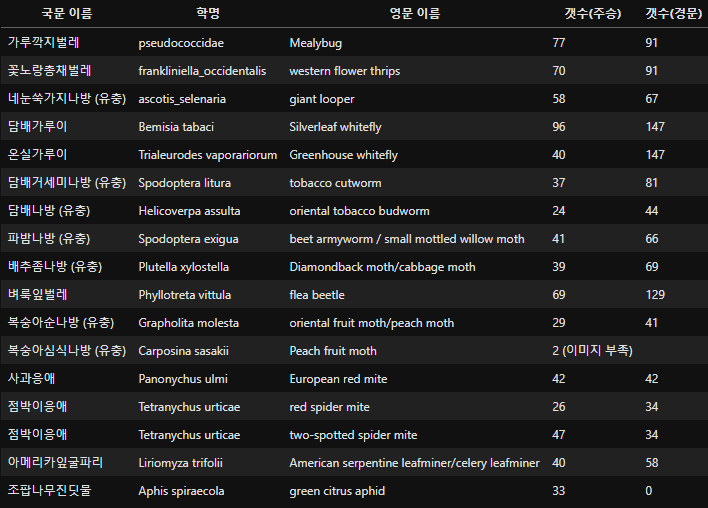 국문 이름 학명 영문 이름 갯수(주승) 갯수(경문)
가루깍지벌레 pseudococcidae Mealybug 77 91
꽃노랑총채벌레 frankliniella_occidentalis western flower thrips 70 91
네눈쑥가지나방 (유충) ascotis_selenaria giant looper 58 67
담배가루이 Bemisia tabaci Silverleaf whitefly 96 147
온실가루이 Trialeurodes vaporariorum Greenhouse whitefly 40 147
담배거세미나방 (유충) Spodoptera litura tobacco cutworm 37 81
담배나방 (유충) Helicoverpa assulta oriental tobacco budworm 24 44
파밤나방 (유충) Spodoptera exigua beet armyworm / small mottled willow moth 41 66
배추좀나방 (유충) Plutella xylostella Diamondback moth/cabbage moth 39 69
벼룩잎벌레 Phyllotreta vittula flea beetle 69 129
복숭아순나방 (유충) Grapholita molesta oriental fruit moth/peach moth 29 41
복숭아심식나방 (유충) Carposina sasakii Peach fruit moth 2 (이미지 부족)
사과응애 Panonychus ulmi European red mite 42 42
점박이응애 Tetranychus urticae red spider mite 26 34
점박이응애 Tetranychus urticae two-spotted spider mite 47 34
아메리카잎굴파리 Liriomyza trifolii American serpentine leafminer/celery leafminer 40 58
조팝나무진딧물 Aphis spiraecola green citrus aphid 33 0